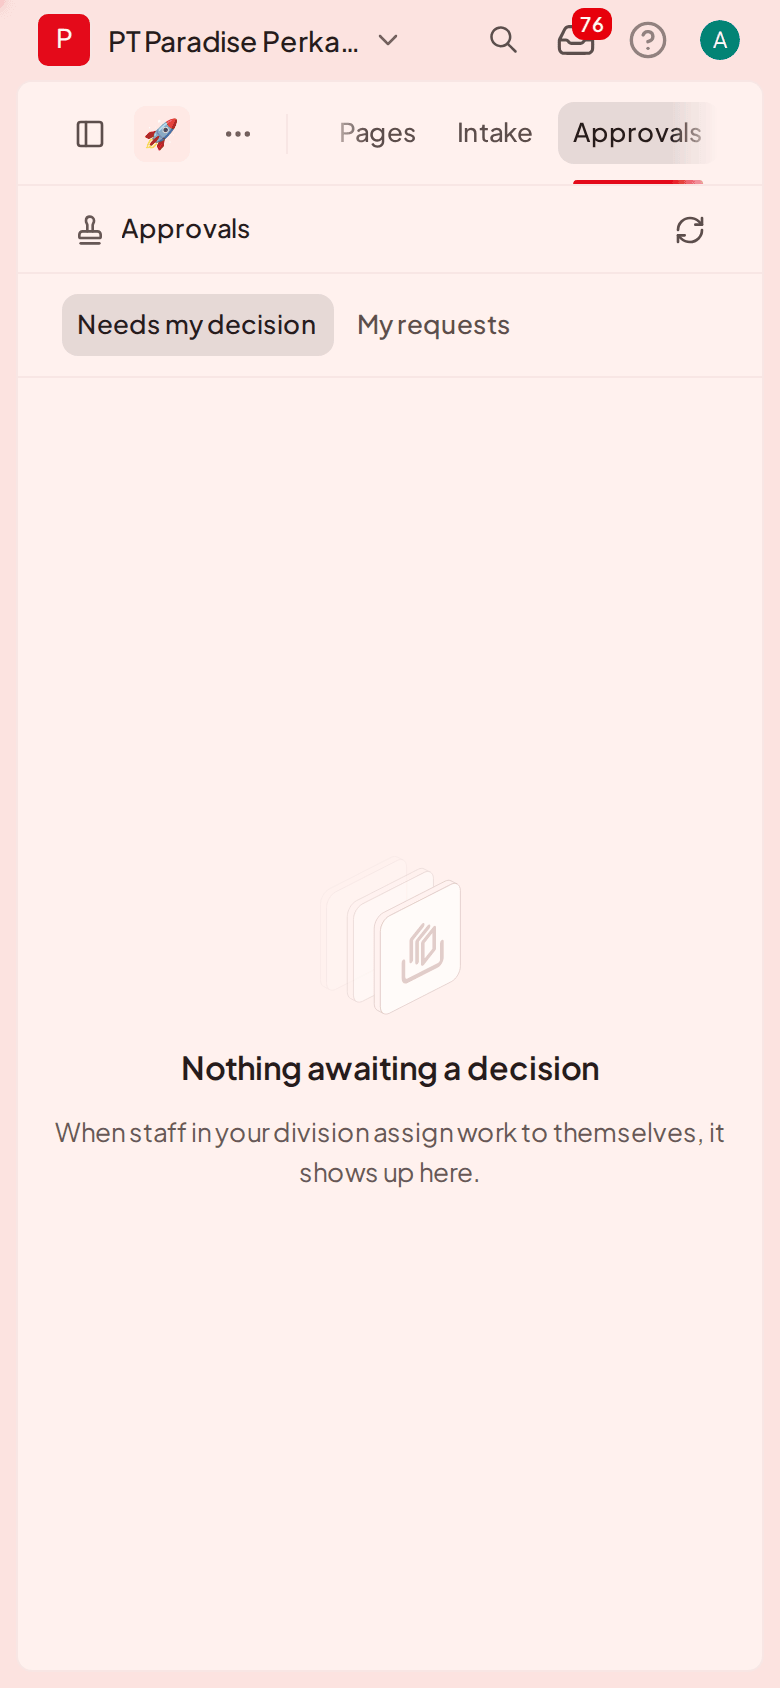 P
PT Paradise Perka...
76
A
Pages
Intake
Approvals
Approvals
Needs my decision
My requests
Nothing awaiting a decision
When staff in your division assign work to themselves, it
shows up here.